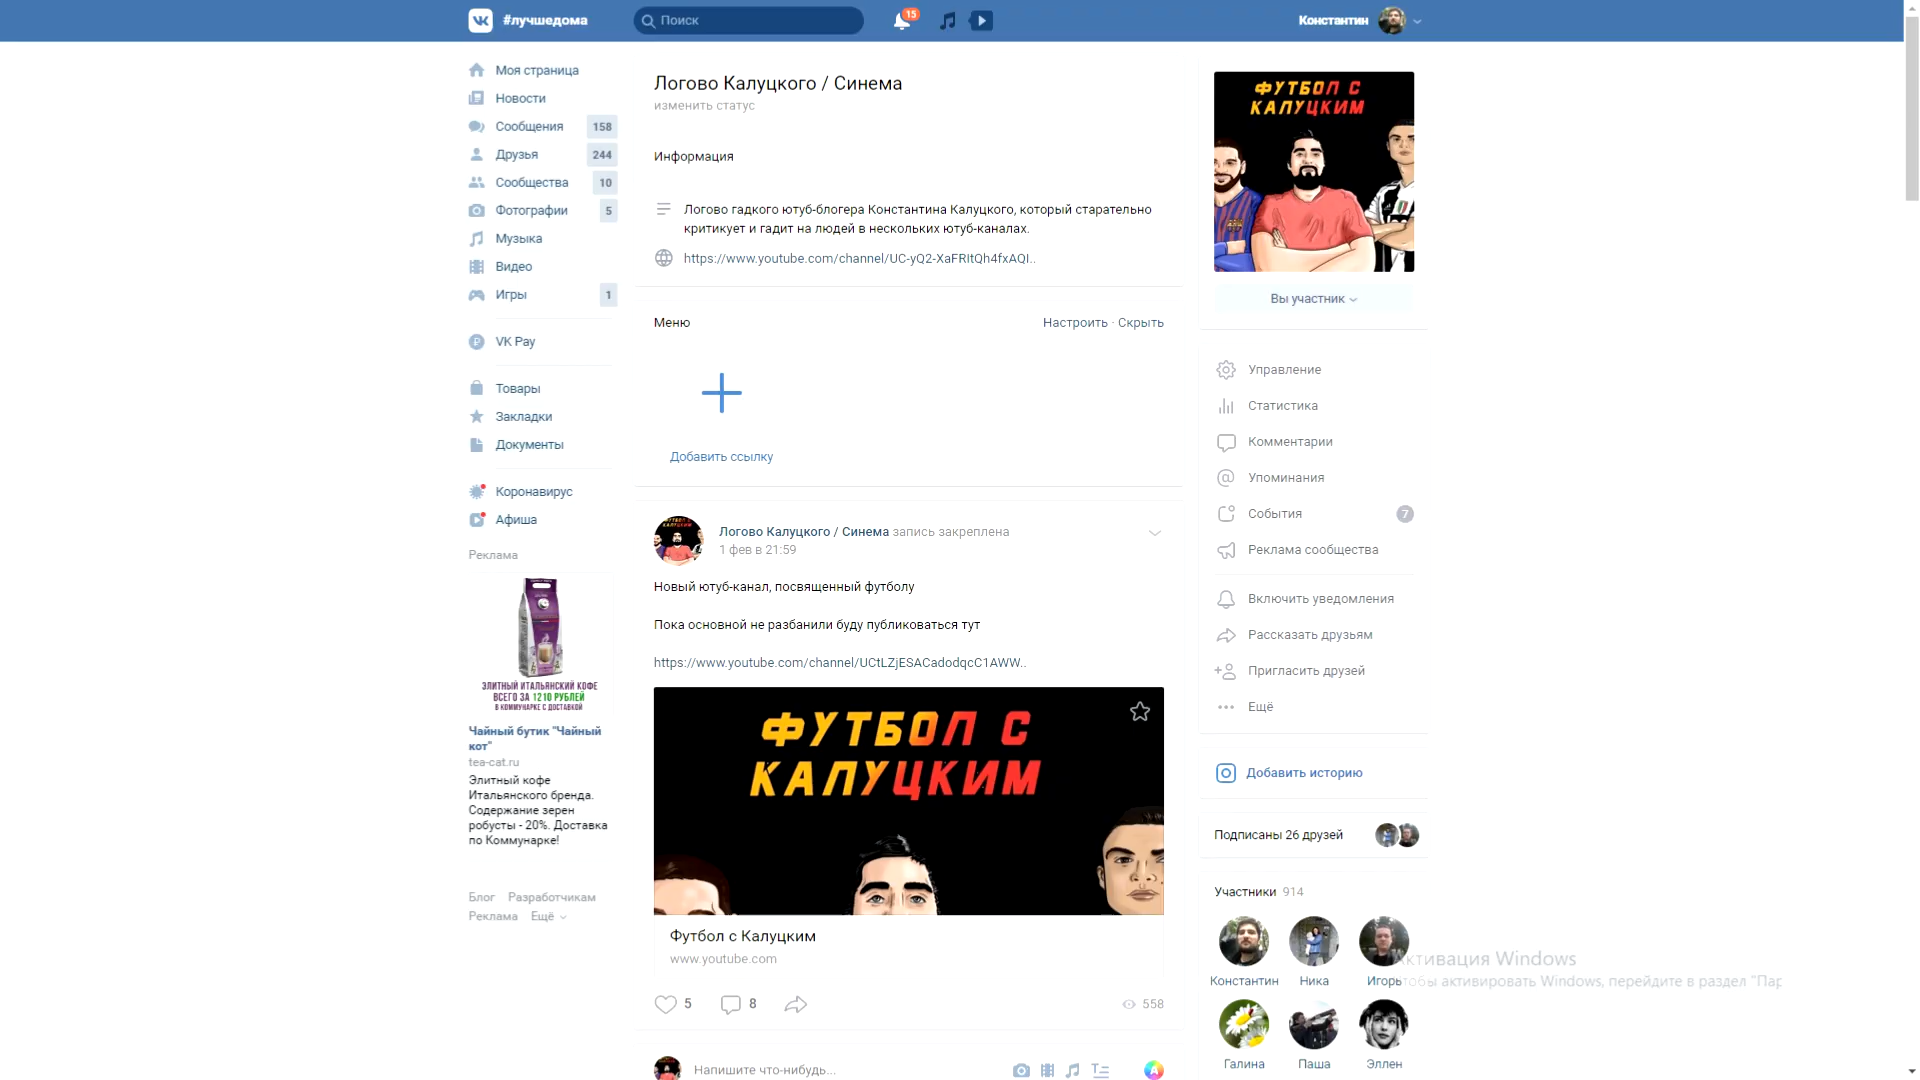 #лучшедома
Поиск
15
Константин
Моя страница
Новости
Сообщения 158
Друзья 244
Сообщества 10
Фотографии 5
Музыка
Видео
Игры 1
VK Pay
Товары
Закладки
Документы
Коронавирус
Афиша
Реклама
ЭЛИТНЫЙ ИТАЛЬЯНСКИЙ КОФЕ
ВСЕГО ЗА 1210 РУБЛЕЙ
В КОММУНАРКЕ С ДОСТАВКОЙ
Чайный бутик "Чайный
кот"
tea-cat.ru
Элитный кофе
Итальянского бренда.
Содержание зерен
робусты - 20%. Доставка
по Коммунарке!
Блог Разработчикам
Реклама Ещё
Логово Калуцкого / Синема
изменить статус
Информация
Логово гадкого ютуб-блогера Константина Калуцкого, который старательно
критикует и гадит на людей в нескольких ютуб-каналах.
https://www.youtube.com/channel/UC-yQ2-XaFRItQh4fxAQI..
Меню
Настроить · Скрыть
Добавить ссылку
Логово Калуцкого / Синема запись закреплена
1 фев в 21:59
Новый ютуб-канал, посвященный футболу
Пока основной не разбанили буду публиковаться тут
https://www.youtube.com/channel/UCtLZjESACadodqcC1AWW..
ФУТБОЛ С
КАЛУЦКИМ
Футбол с Калуцким
www.youtube.com
5 8 558
Напишите что-нибудь...
ФУТБОЛ С
КАЛУЦКИМ
Вы участник
Управление
Статистика
Комментарии
Упоминания
События 7
Реклама сообщества
Включить уведомления
Рассказать друзьям
Пригласить друзей
Ещё
Добавить историю
Подписаны 26 друзей
Участники 914
Константин Ника Игорь
Галина Паша Эллен
Активация Windows
Чтобы активировать Windows, перейдите в раздел "Пар